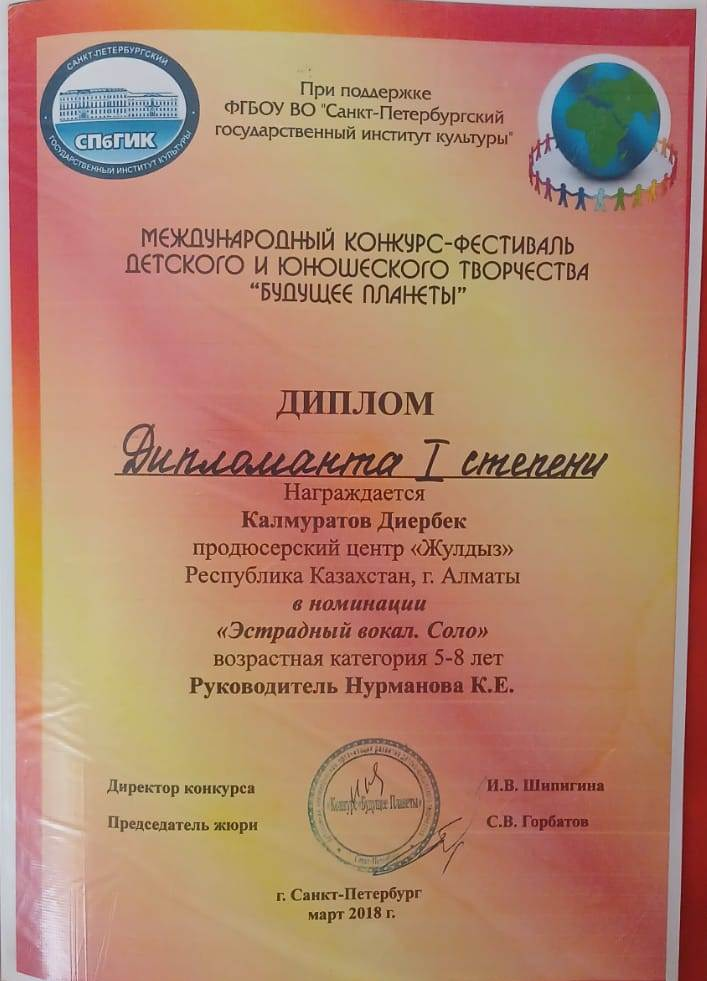 САНКТ-ПЕТЕРБУРГСКИЙ
СПбГИК
ГОСУДАРСТВЕННЫЙ ИНСТИТУТ КУЛЬТУРЫ
При поддержке
ФГБОУ ВО "Санкт-Петербургский
государственный институт культуры"
МЕЖДУНАРОДНЫЙ КОНКУРС-ФЕСТИВАЛЬ
ДЕТСКОГО И ЮНОШЕСКОГО ТВОРЧЕСТВА
“БУДУЩЕЕ ПЛАНЕТЫ”
ДИПЛОМ
Дипломанта I степени
Награждается
Калмуратов Диербек
продюсерский центр «Жулдыз»
Республика Казахстан, г. Алматы
в номинации
«Эстрадный вокал. Соло»
возрастная категория 5-8 лет
Руководитель Нурманова К.Е.
Директор конкурса
И.В. Шипигина
«Конкурс «Будущее Планеты»
Председатель жюри
С.В. Горбатов
г. Санкт-Петербург
март 2018 г.